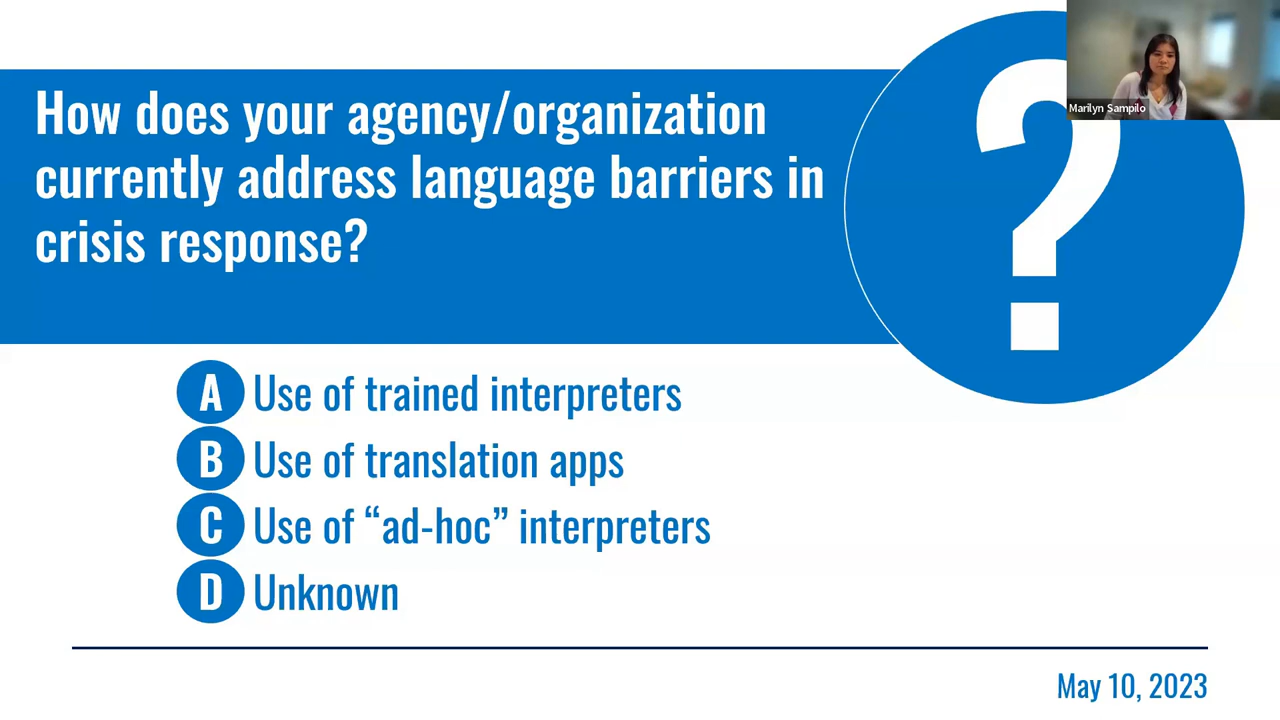 How does your agency/organization
currently address language barriers in
crisis response?
?
Marilyn Sampilo
A Use of trained interpreters
B Use of translation apps
C Use of “ad-hoc” interpreters
D Unknown
May 10, 2023